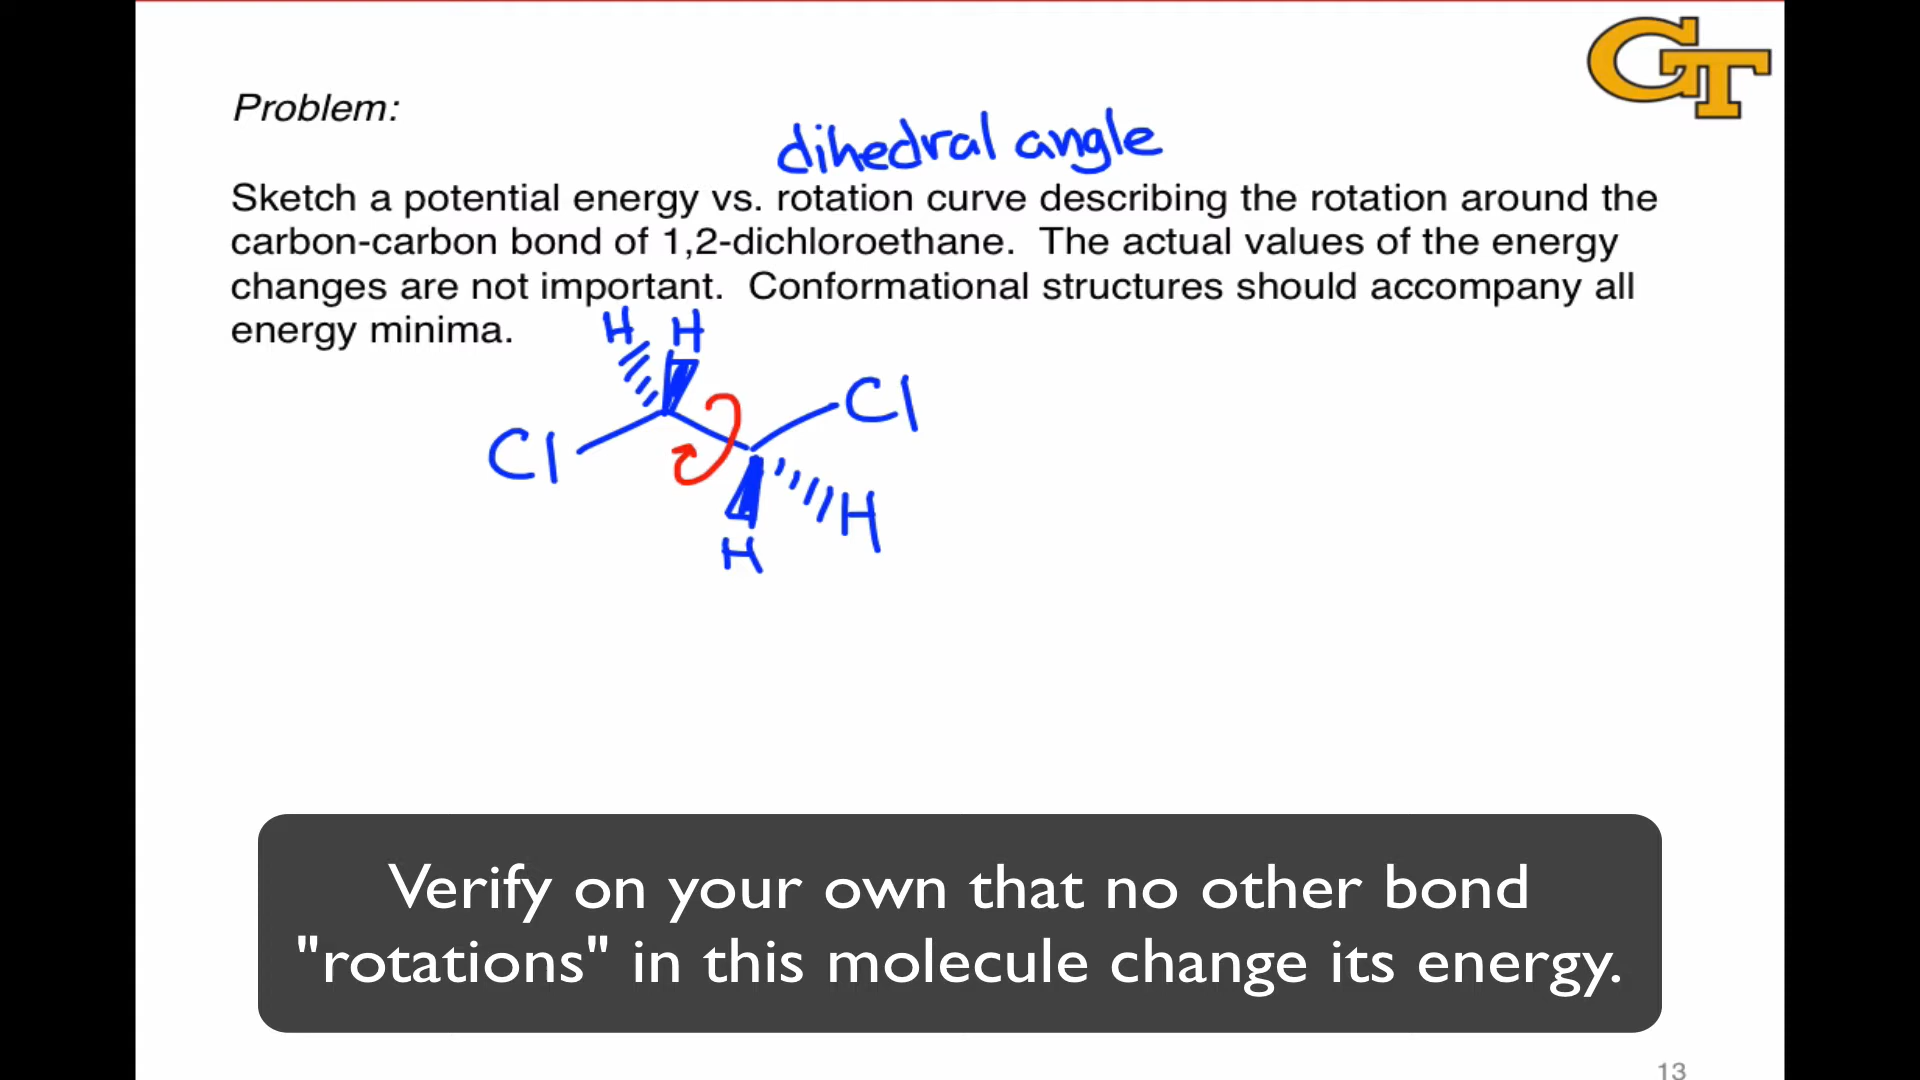 GT
Problem:
dihedral angle
Sketch a potential energy vs. rotation curve describing the rotation around the
carbon-carbon bond of 1,2-dichloroethane. The actual values of the energy
changes are not important. Conformational structures should accompany all
energy minima.
H H
Cl
Cl
H
H
Verify on your own that no other bond
"rotations" in this molecule change its energy.
13